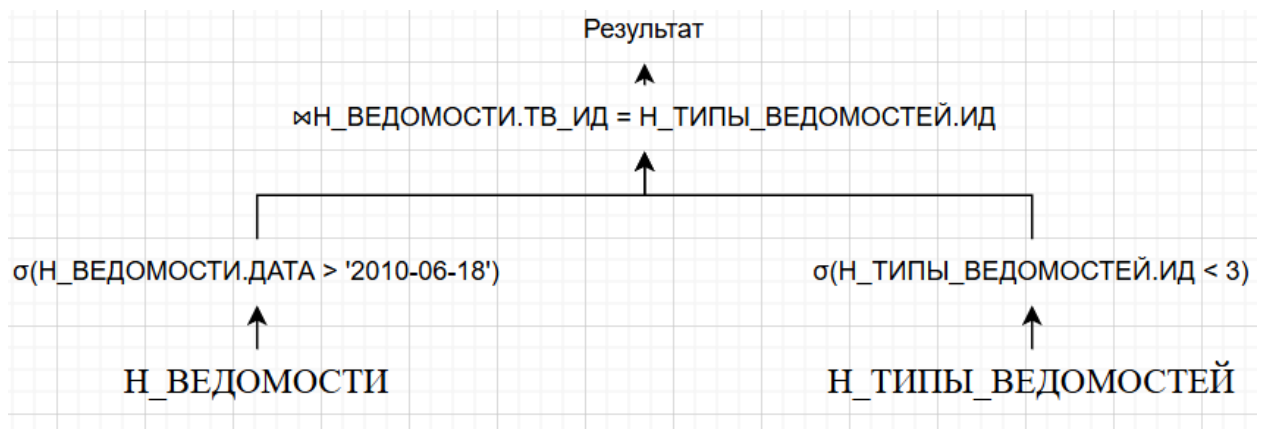 Результат
⋈Н_ВЕДОМОСТИ.ТВ_ИД = Н_ТИПЫ_ВЕДОМОСТЕЙ.ИД
σ(Н_ВЕДОМОСТИ.ДАТА > '2010-06-18')
σ(Н_ТИПЫ_ВЕДОМОСТЕЙ.ИД < 3)
Н_ВЕДОМОСТИ
Н_ТИПЫ_ВЕДОМОСТЕЙ